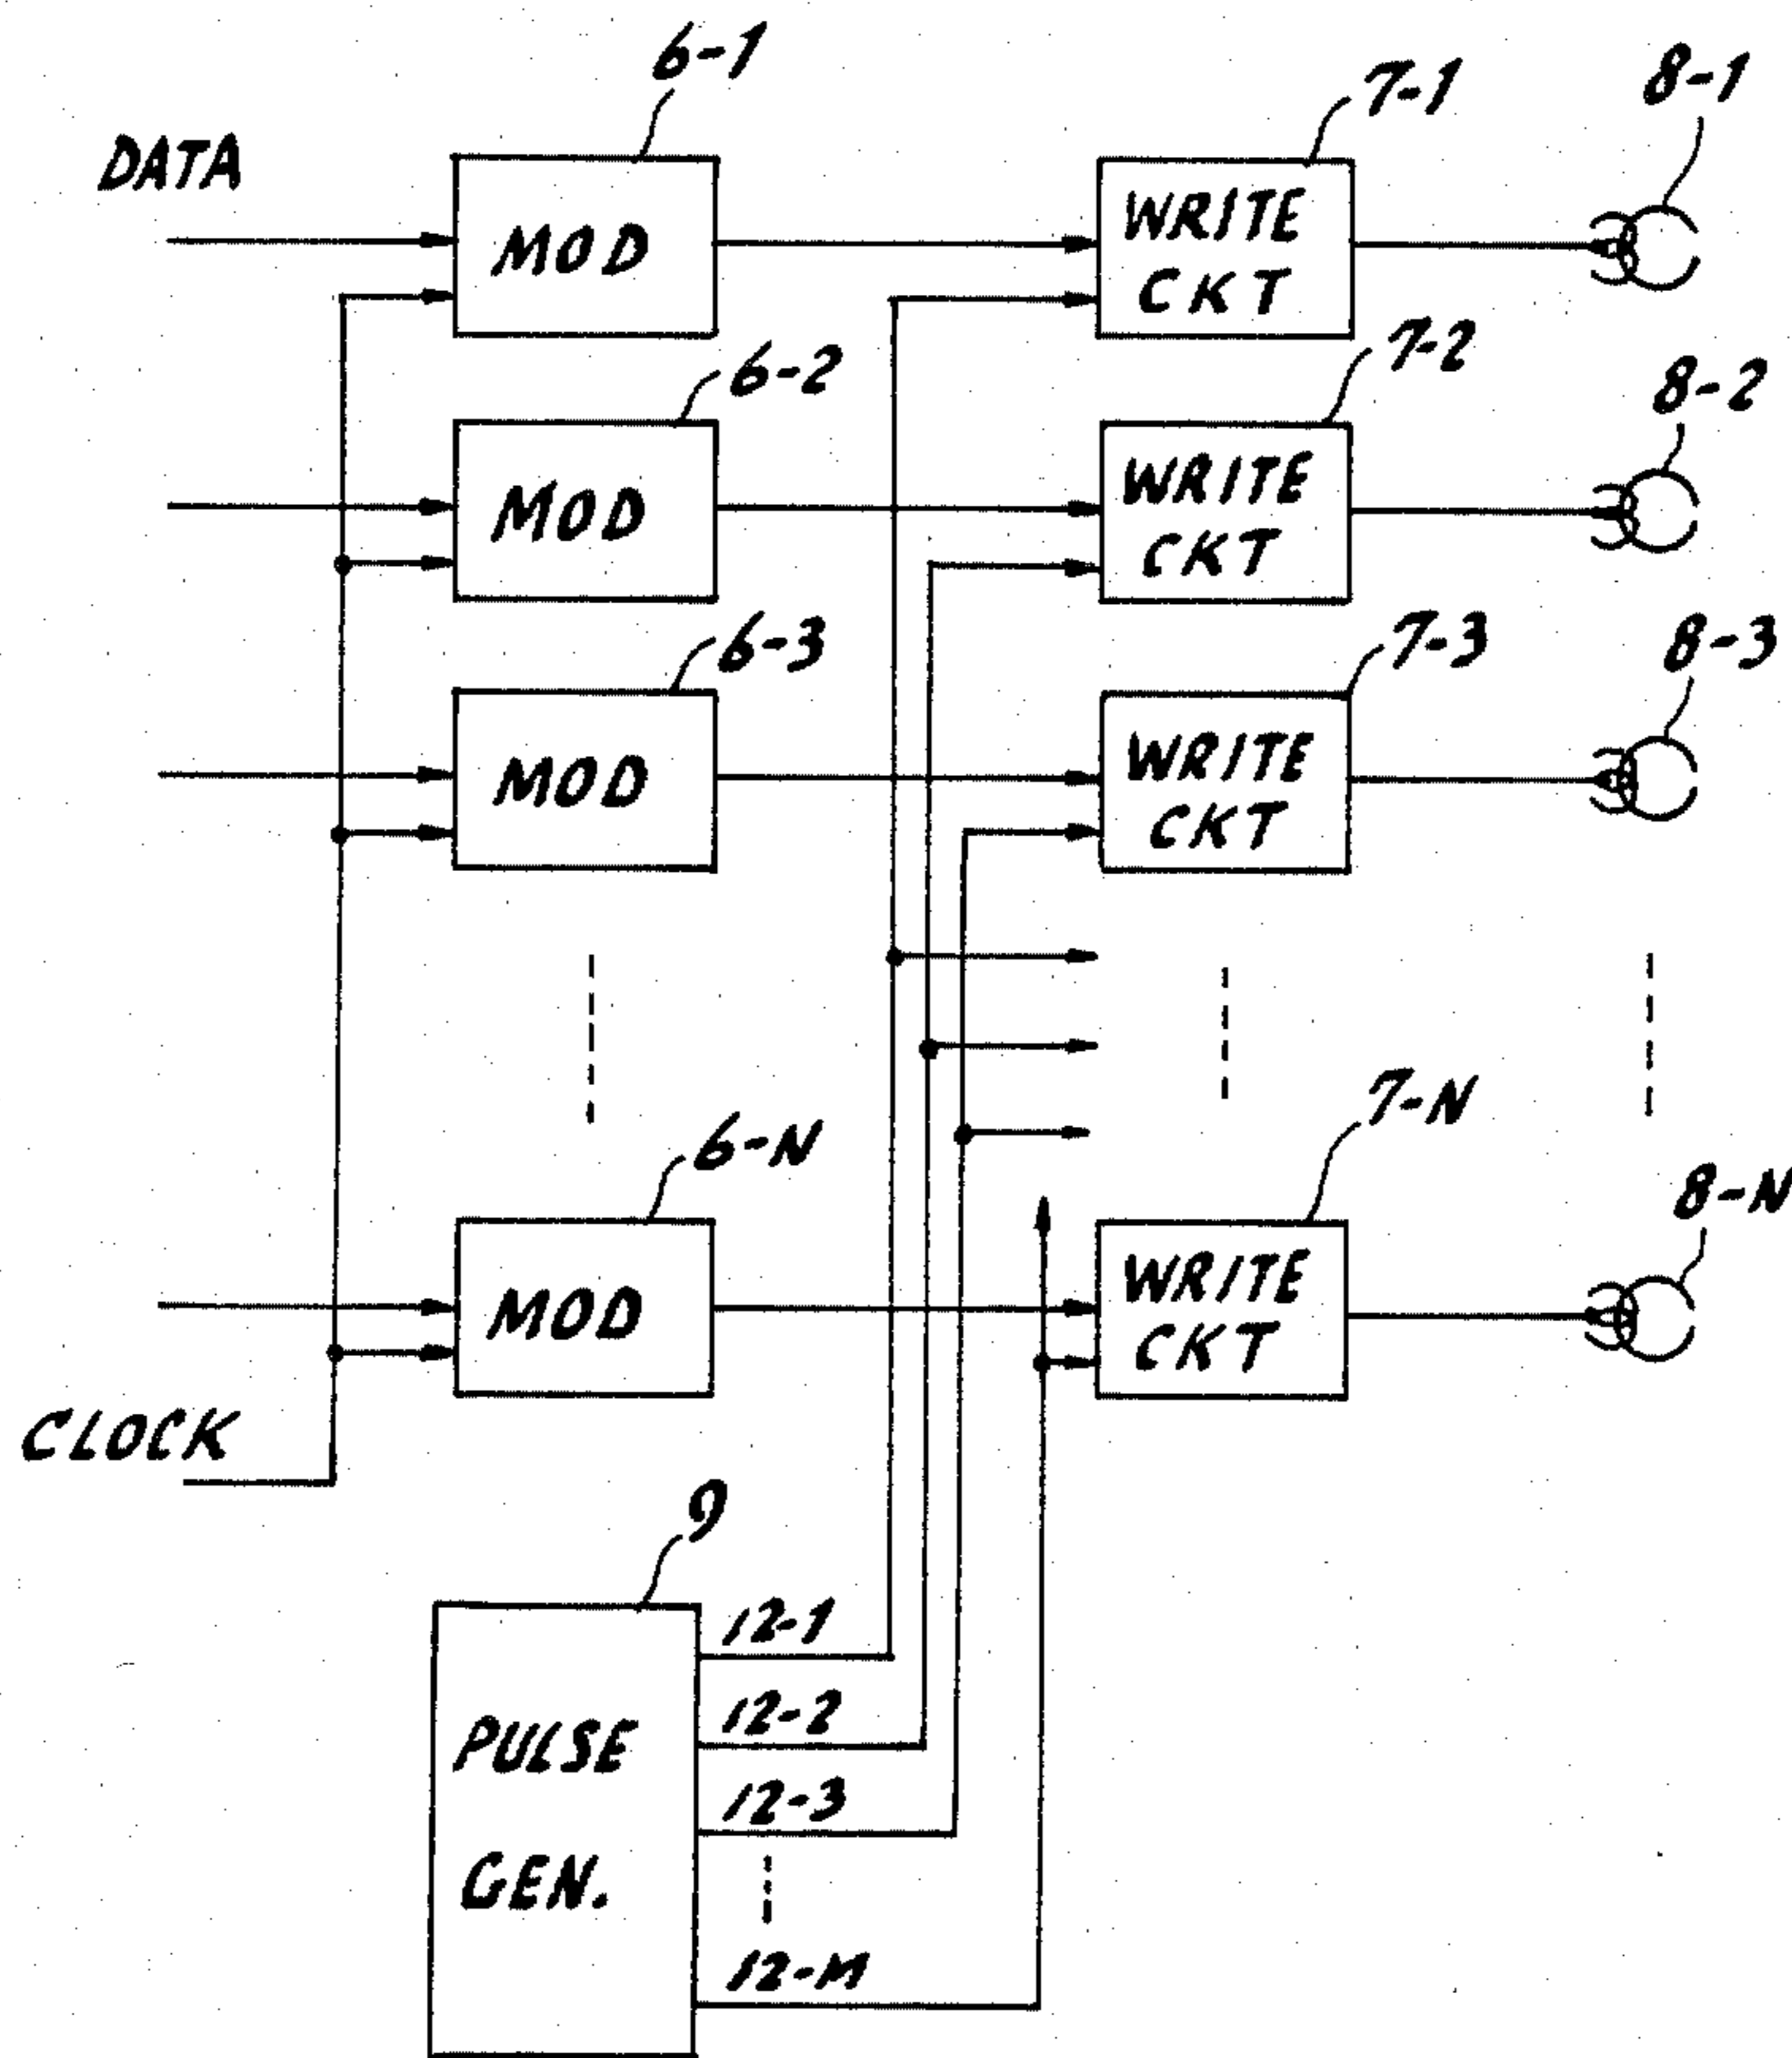 6-1
7-1
8-1
DATA
MOD
WRITE
CKT
6-2
7-2
8-2
MOD
WRITE
CKT
6-3
7-3
8-3
MOD
WRITE
CKT
6-N
7-N
8-N
MOD
WRITE
CKT
CLOCK
9
PULSE
GEN.
12-1
12-2
12-3
12-M